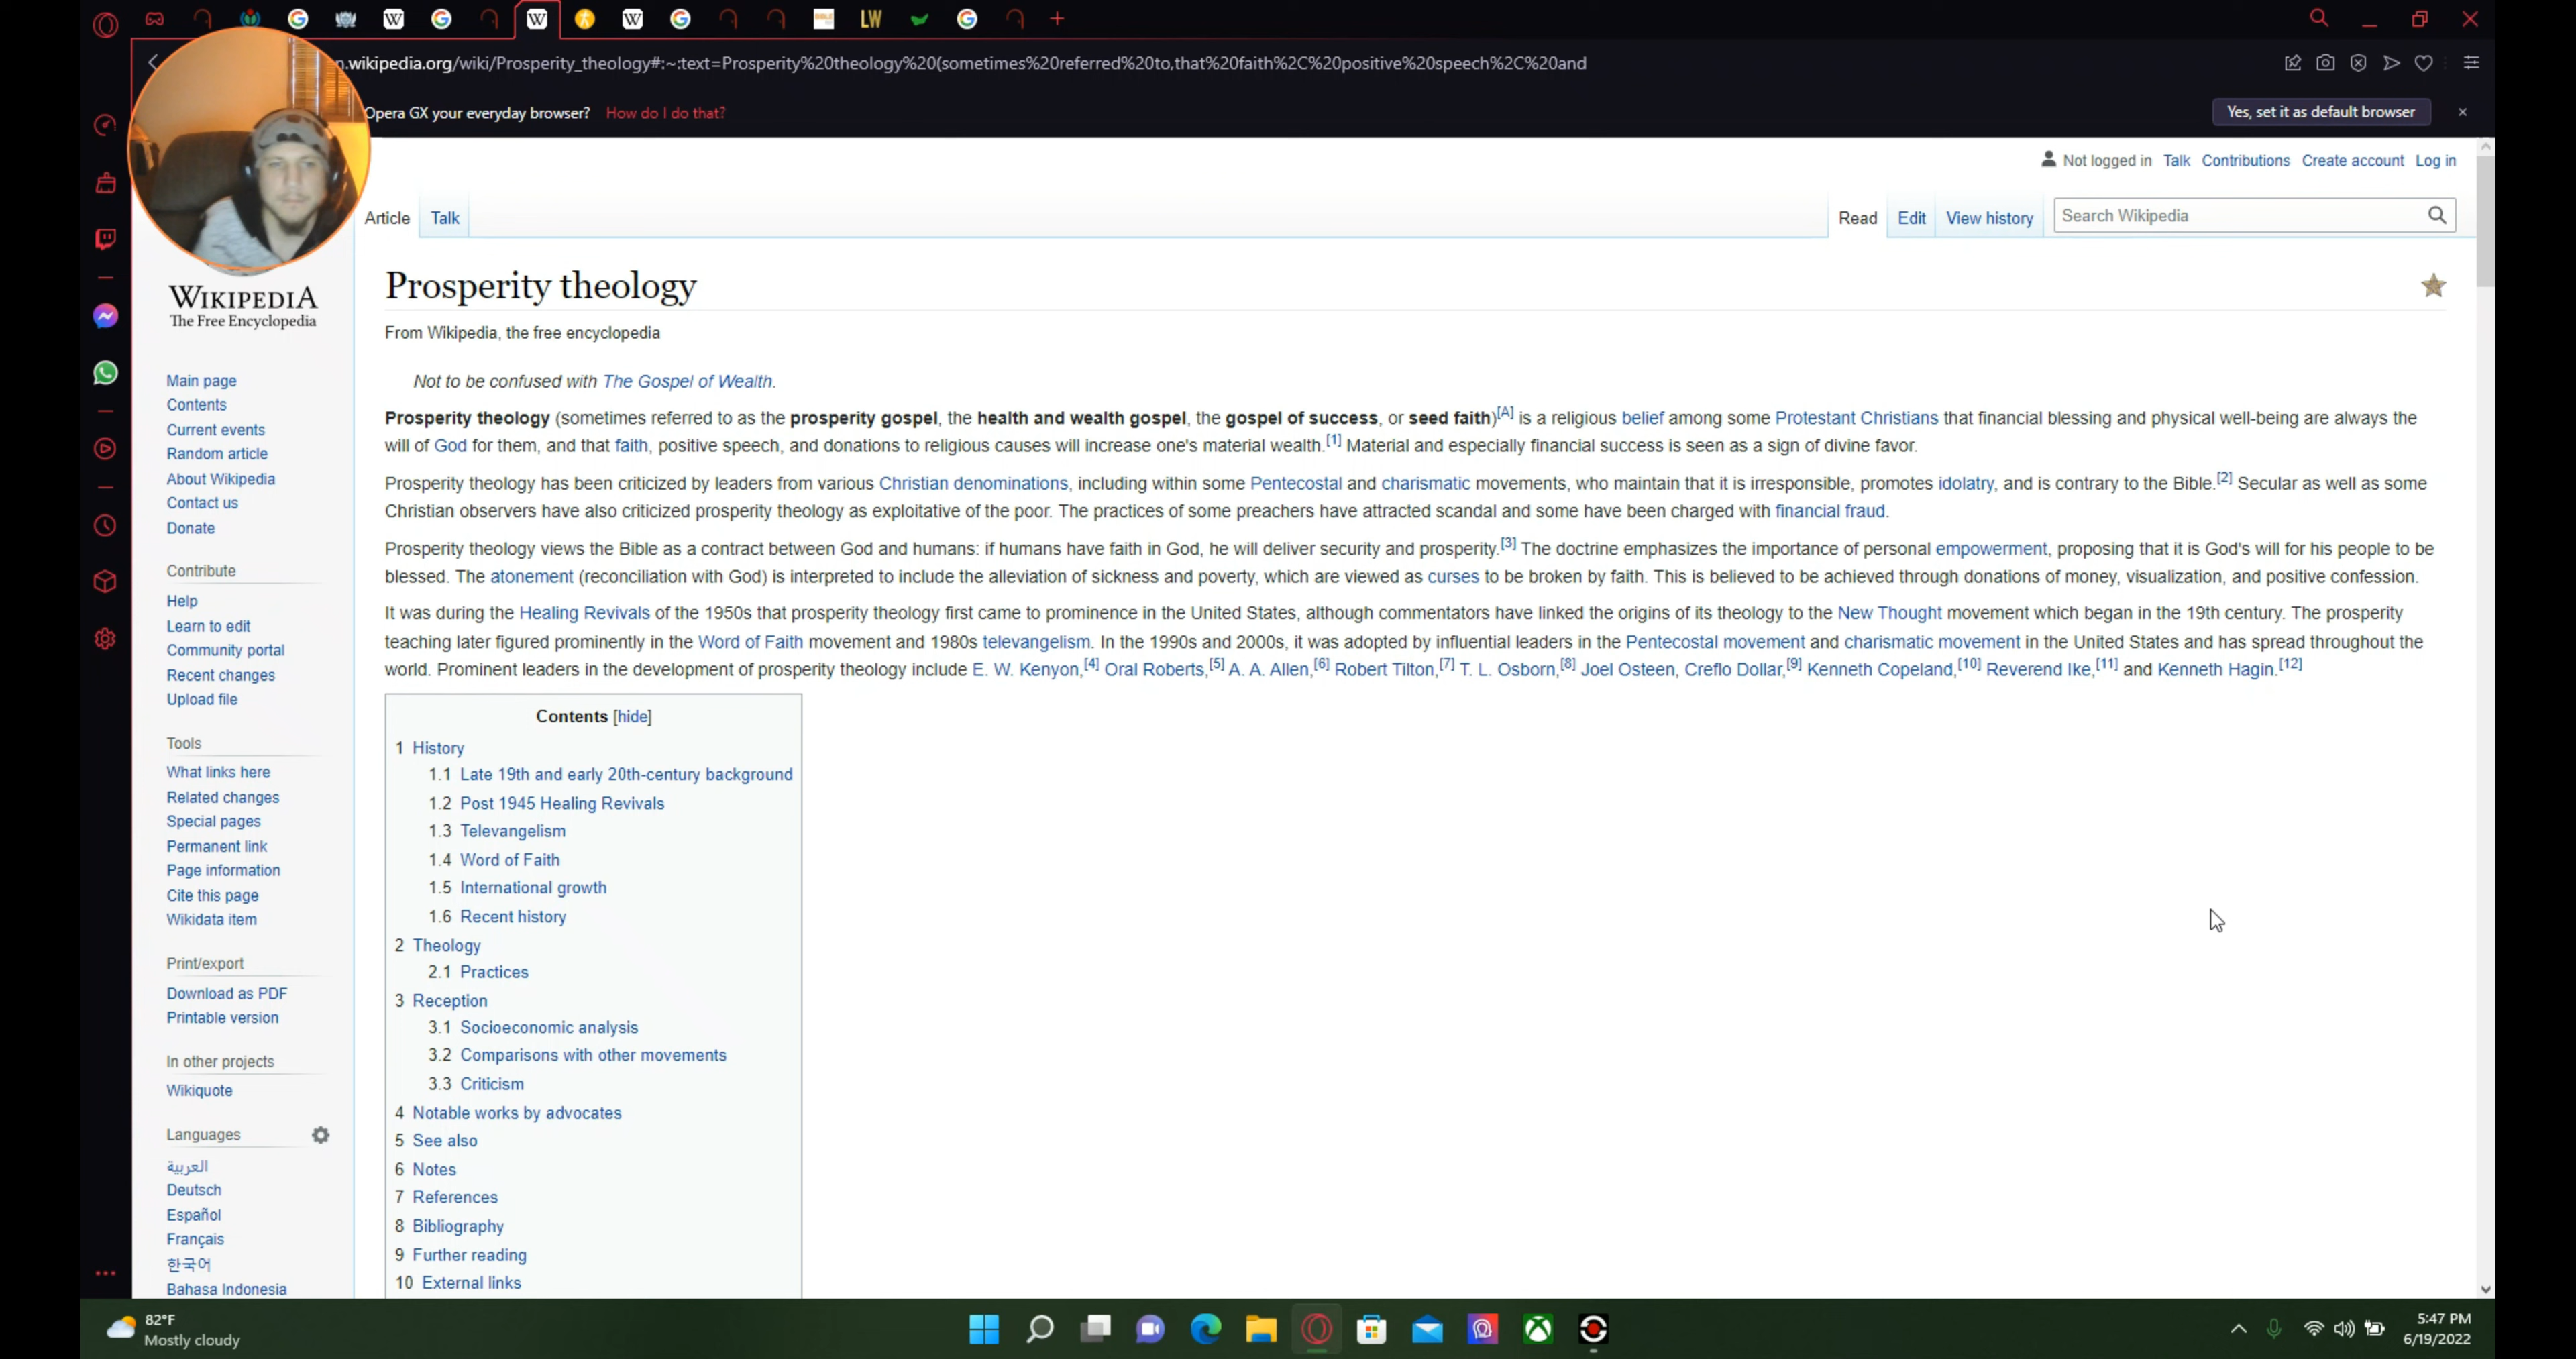 LW
n.wikipedia.org/wiki/Prosperity_theology#:~:text=Prosperity%20theology%20(sometimes%20referred%20to,that%20faith%2C%20positive%20speech%2C%20and
Opera GX your everyday browser? How do I do that?
Yes, set it as default browser
Not logged in Talk Contributions Create account Log in
Article Talk
Read Edit View history Search Wikipedia
WIKIPEDIA
The Free Encyclopedia
Main page
Contents
Current events
Random article
About Wikipedia
Contact us
Donate
Contribute
Help
Learn to edit
Community portal
Recent changes
Upload file
Tools
What links here
Related changes
Special pages
Permanent link
Page information
Cite this page
Wikidata item
Print/export
Download as PDF
Printable version
In other projects
Wikiquote
Languages
العربية
Deutsch
Español
Français
한국어
Bahasa Indonesia
Prosperity theology
From Wikipedia, the free encyclopedia
Not to be confused with The Gospel of Wealth.
Prosperity theology (sometimes referred to as the prosperity gospel, the health and wealth gospel, the gospel of success, or seed faith)[A] is a religious belief among some Protestant Christians that financial blessing and physical well-being are always the
will of God for them, and that faith, positive speech, and donations to religious causes will increase one's material wealth.[1] Material and especially financial success is seen as a sign of divine favor.
Prosperity theology has been criticized by leaders from various Christian denominations, including within some Pentecostal and charismatic movements, who maintain that it is irresponsible, promotes idolatry, and is contrary to the Bible.[2] Secular as well as some
Christian observers have also criticized prosperity theology as exploitative of the poor. The practices of some preachers have attracted scandal and some have been charged with financial fraud.
Prosperity theology views the Bible as a contract between God and humans: if humans have faith in God, he will deliver security and prosperity.[3] The doctrine emphasizes the importance of personal empowerment, proposing that it is God's will for his people to be
blessed. The atonement (reconciliation with God) is interpreted to include the alleviation of sickness and poverty, which are viewed as curses to be broken by faith. This is believed to be achieved through donations of money, visualization, and positive confession.
It was during the Healing Revivals of the 1950s that prosperity theology first came to prominence in the United States, although commentators have linked the origins of its theology to the New Thought movement which began in the 19th century. The prosperity
teaching later figured prominently in the Word of Faith movement and 1980s televangelism. In the 1990s and 2000s, it was adopted by influential leaders in the Pentecostal movement and charismatic movement in the United States and has spread throughout the
world. Prominent leaders in the development of prosperity theology include E. W. Kenyon,[4] Oral Roberts,[5] A. A. Allen,[6] Robert Tilton,[7] T. L. Osborn,[8] Joel Osteen, Creflo Dollar,[9] Kenneth Copeland,[10] Reverend Ike,[11] and Kenneth Hagin.[12]
Contents [hide]
1 History
1.1 Late 19th and early 20th-century background
1.2 Post 1945 Healing Revivals
1.3 Televangelism
1.4 Word of Faith
1.5 International growth
1.6 Recent history
2 Theology
2.1 Practices
3 Reception
3.1 Socioeconomic analysis
3.2 Comparisons with other movements
3.3 Criticism
4 Notable works by advocates
5 See also
6 Notes
7 References
8 Bibliography
9 Further reading
10 External links
82°F
Mostly cloudy
5:47 PM
6/19/2022